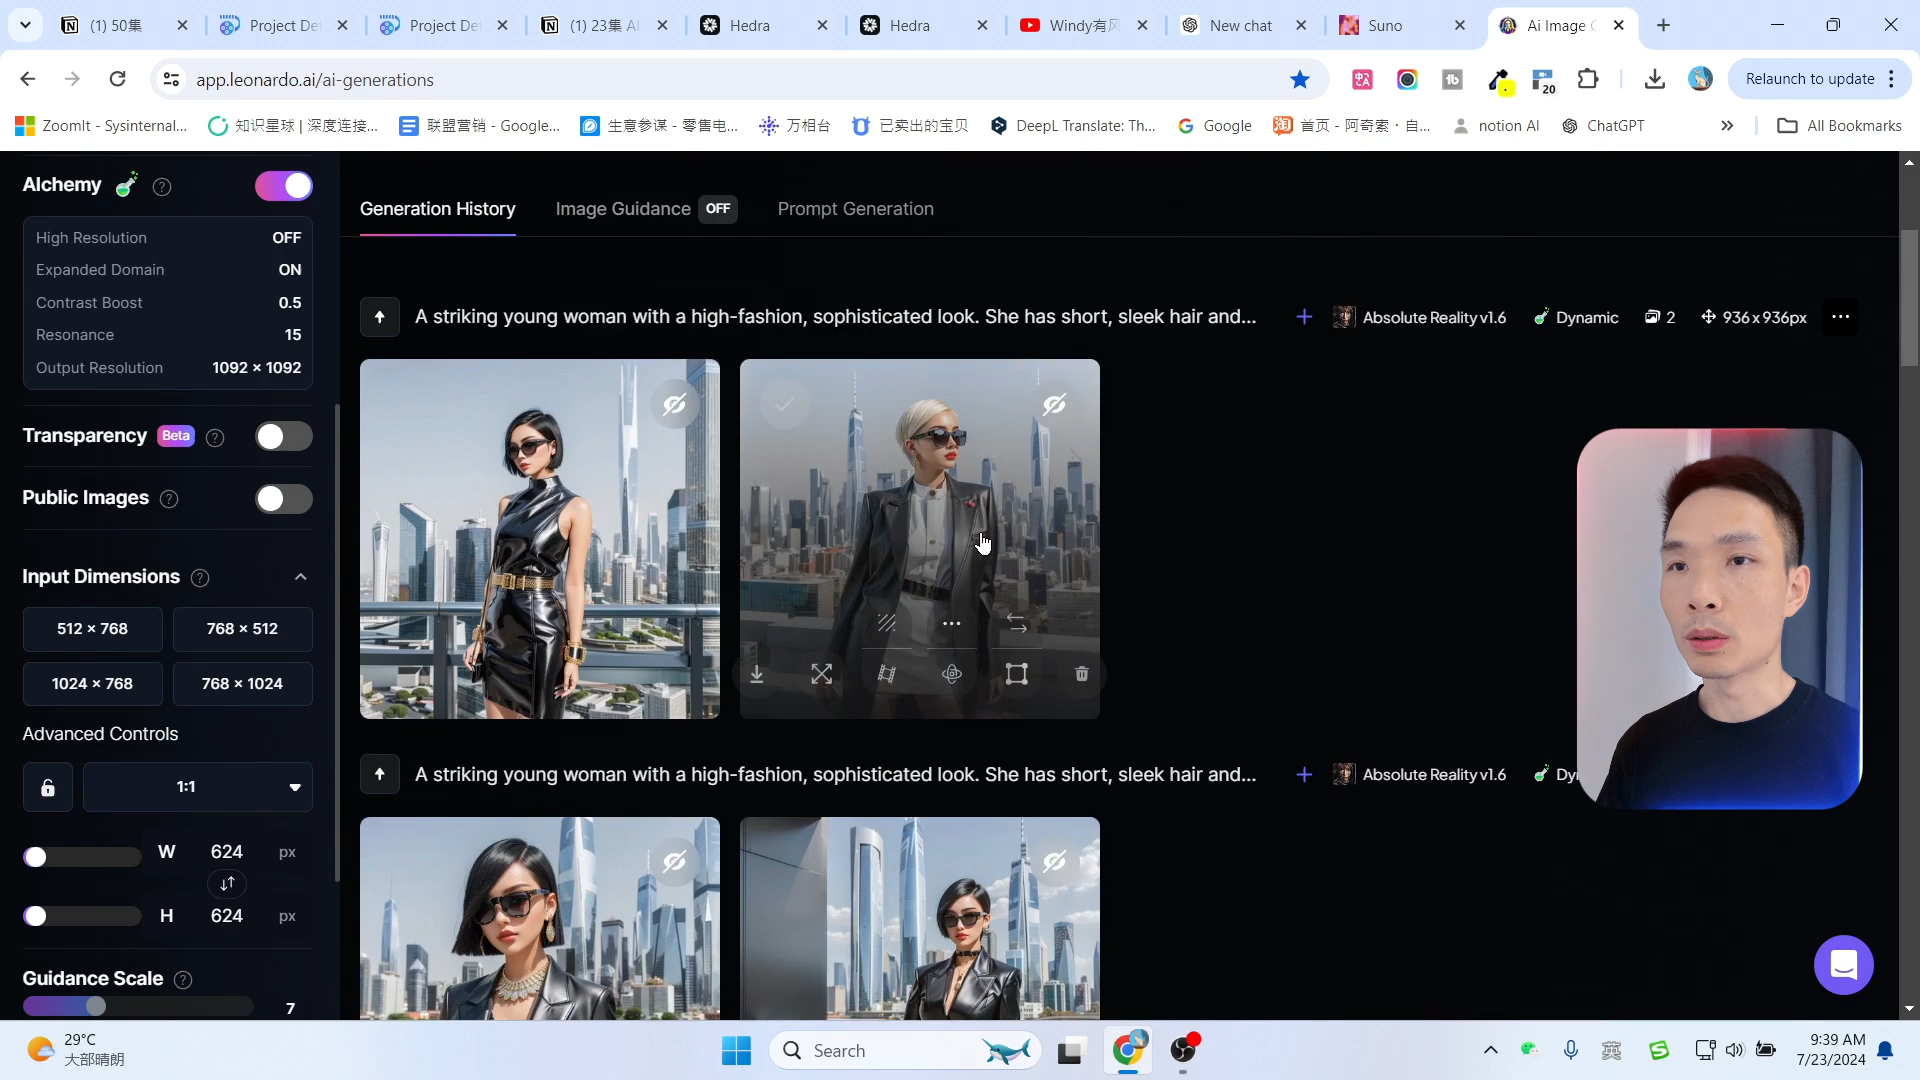 (1) 50集
Project De
Project De
(1) 23集 AI
Hedra
Hedra
Windy有风
New chat
Suno
Ai Image G
app.leonardo.ai/ai-generations
20
Relaunch to update
ZoomIt - Sysinternal...
知识星球 | 深度连接...
联盟营销 - Google...
生意参谋 - 零售电...
万相台
已卖出的宝贝
DeepL Translate: Th...
Google
首页 - 阿奇索 · 自...
notion AI
ChatGPT
All Bookmarks
Alchemy
High Resolution OFF
Expanded Domain ON
Contrast Boost 0.5
Resonance 15
Output Resolution 1092 × 1092
Transparency Beta
Public Images
Input Dimensions
512 × 768
768 × 512
1024 × 768
768 × 1024
Advanced Controls
1:1
W 624 px
H 624 px
Guidance Scale
7
Generation History
Image Guidance OFF
Prompt Generation
A striking young woman with a high-fashion, sophisticated look. She has short, sleek hair and...
Absolute Reality v1.6
Dynamic
2
936 x 936px
A striking young woman with a high-fashion, sophisticated look. She has short, sleek hair and...
Absolute Reality v1.6
Dy
29°C
大部晴朗
Search
英
9:39 AM
7/23/2024